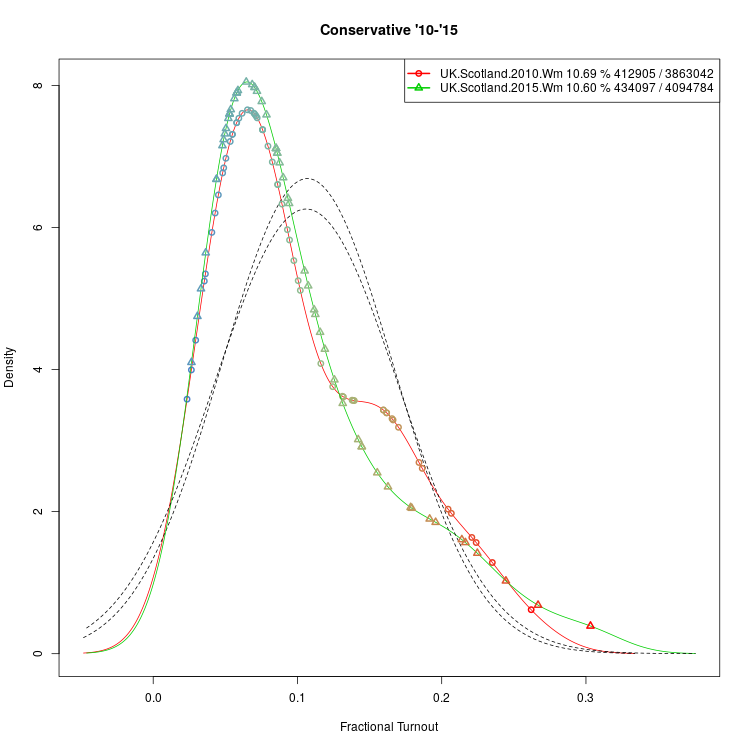 Conservative '10-'15
UK.Scotland.2010.Wm 10.69 % 412905 / 3863042
UK.Scotland.2015.Wm 10.60 % 434097 / 4094784
Density
8
6
4
2
0
0.0 0.1 0.2 0.3
Fractional Turnout